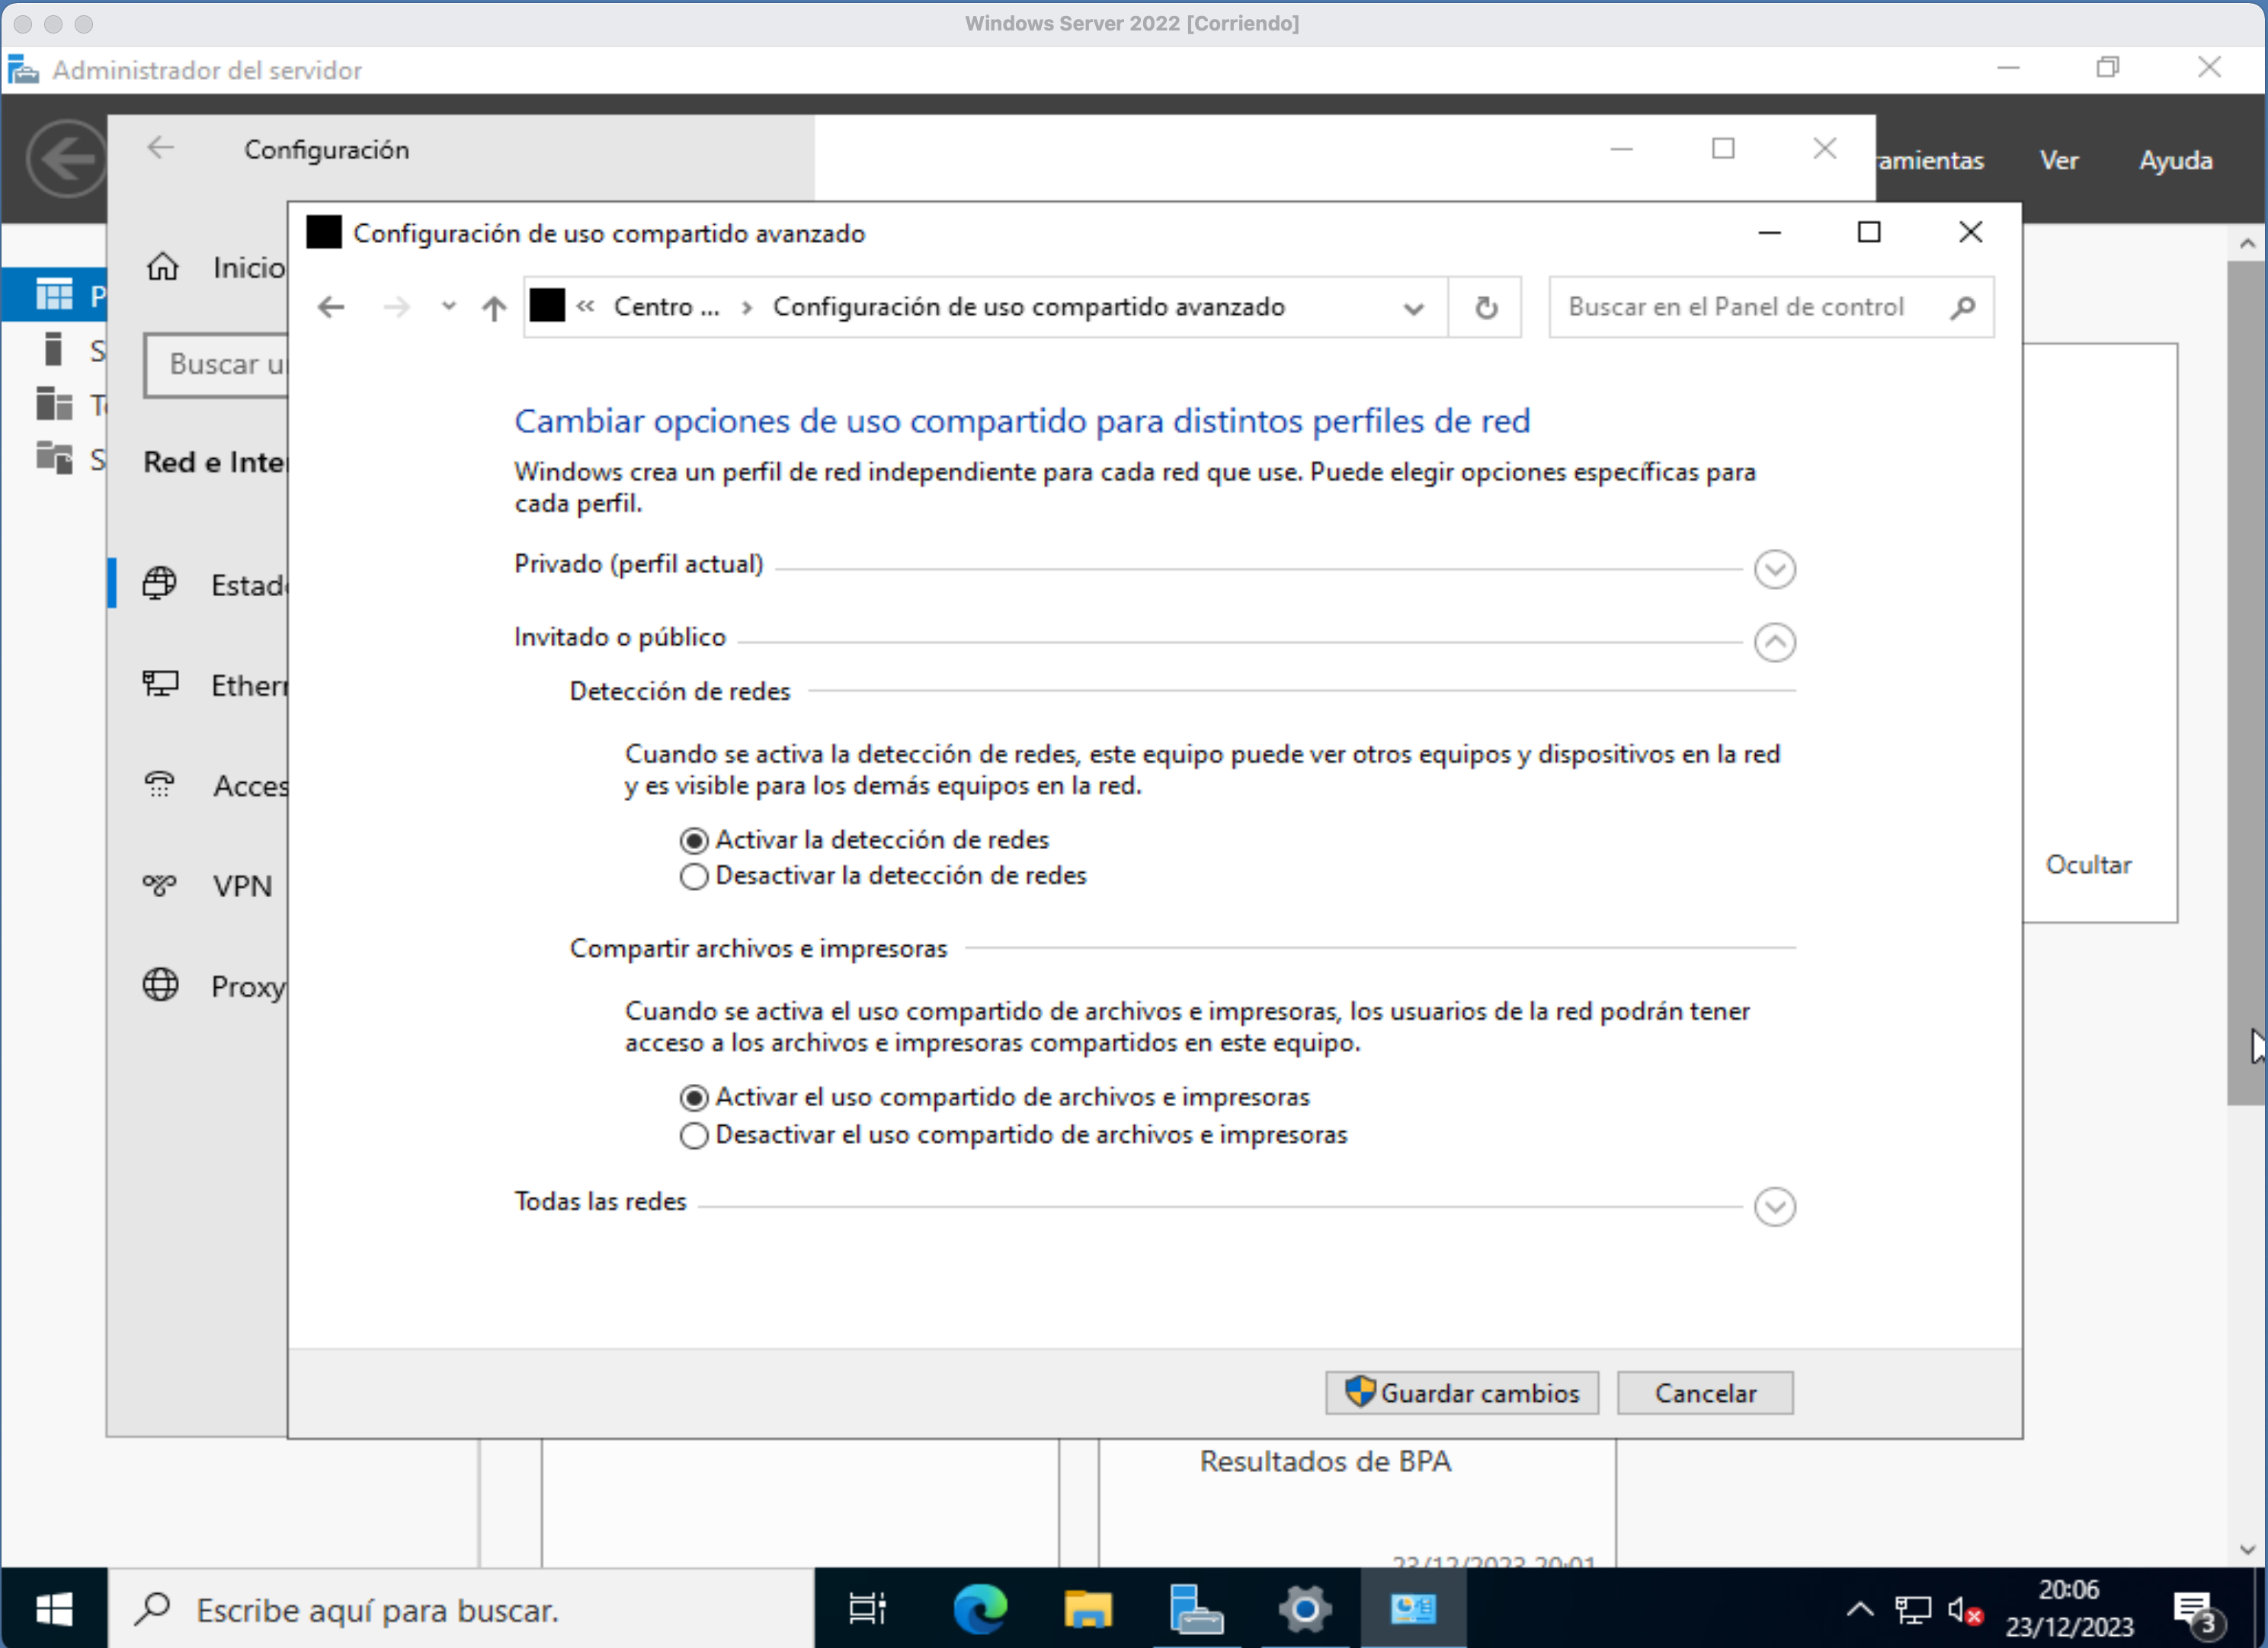 Windows Server 2022 [Corriendo]
Administrador del servidor
Configuración
Ver
Ayuda
Configuración de uso compartido avanzado
Inicio
« Centro ... › Configuración de uso compartido avanzado
Buscar en el Panel de control
Buscar
Cambiar opciones de uso compartido para distintos perfiles de red
Red e
Windows crea un perfil de red independiente para cada red que use. Puede elegir opciones específicas para
cada perfil.
Privado (perfil actual)
Invitado o público
Detección de redes
Cuando se activa la detección de redes, este equipo puede ver otros equipos y dispositivos en la red
y es visible para los demás equipos en la red.
Activar la detección de redes
Desactivar la detección de redes
Ocultar
VPN
Compartir archivos e impresoras
Proxy
Cuando se activa el uso compartido de archivos e impresoras, los usuarios de la red podrán tener
acceso a los archivos e impresoras compartidos en este equipo.
Activar el uso compartido de archivos e impresoras
Desactivar el uso compartido de archivos e impresoras
Todas las redes
Guardar cambios
Cancelar
Resultados de BPA
23/12/2023 20:01
Escribe aquí para buscar.
20:06
23/12/2023
3